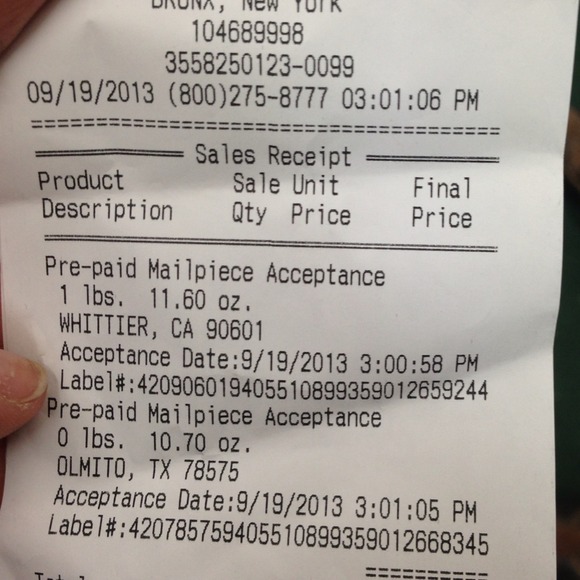 BRONX, New York
104689998
3558250123-0099
09/19/2013 (800)275-8777 03:01:06 PM
Sales Receipt
Product Sale Unit Final
Description Qty Price Price
Pre-paid Mailpiece Acceptance
1 lbs. 11.60 oz.
WHITTIER, CA 90601
Acceptance Date:9/19/2013 3:00:58 PM
Label#:420906019405510899359012659244
Pre-paid Mailpiece Acceptance
0 lbs. 10.70 oz.
OLMITO, TX 78575
Acceptance Date:9/19/2013 3:01:05 PM
Label#:420785759405510899359012668345